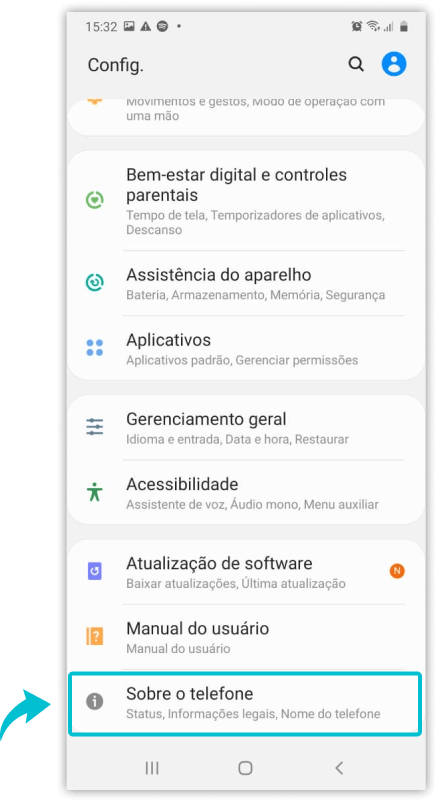 15:32
Config.
Movimentos e gestos, Modo de operação com
uma mão
Bem-estar digital e controles
parentais
Tempo de tela, Temporizadores de aplicativos,
Descanso
Assistência do aparelho
Bateria, Armazenamento, Memória, Segurança
Aplicativos
Aplicativos padrão, Gerenciar permissões
Gerenciamento geral
Idioma e entrada, Data e hora, Restaurar
Acessibilidade
Assistente de voz, Áudio mono, Menu auxiliar
Atualização de software
N
Baixar atualizações, Última atualização
Manual do usuário
Manual do usuário
Sobre o telefone
Status, Informações legais, Nome do telefone